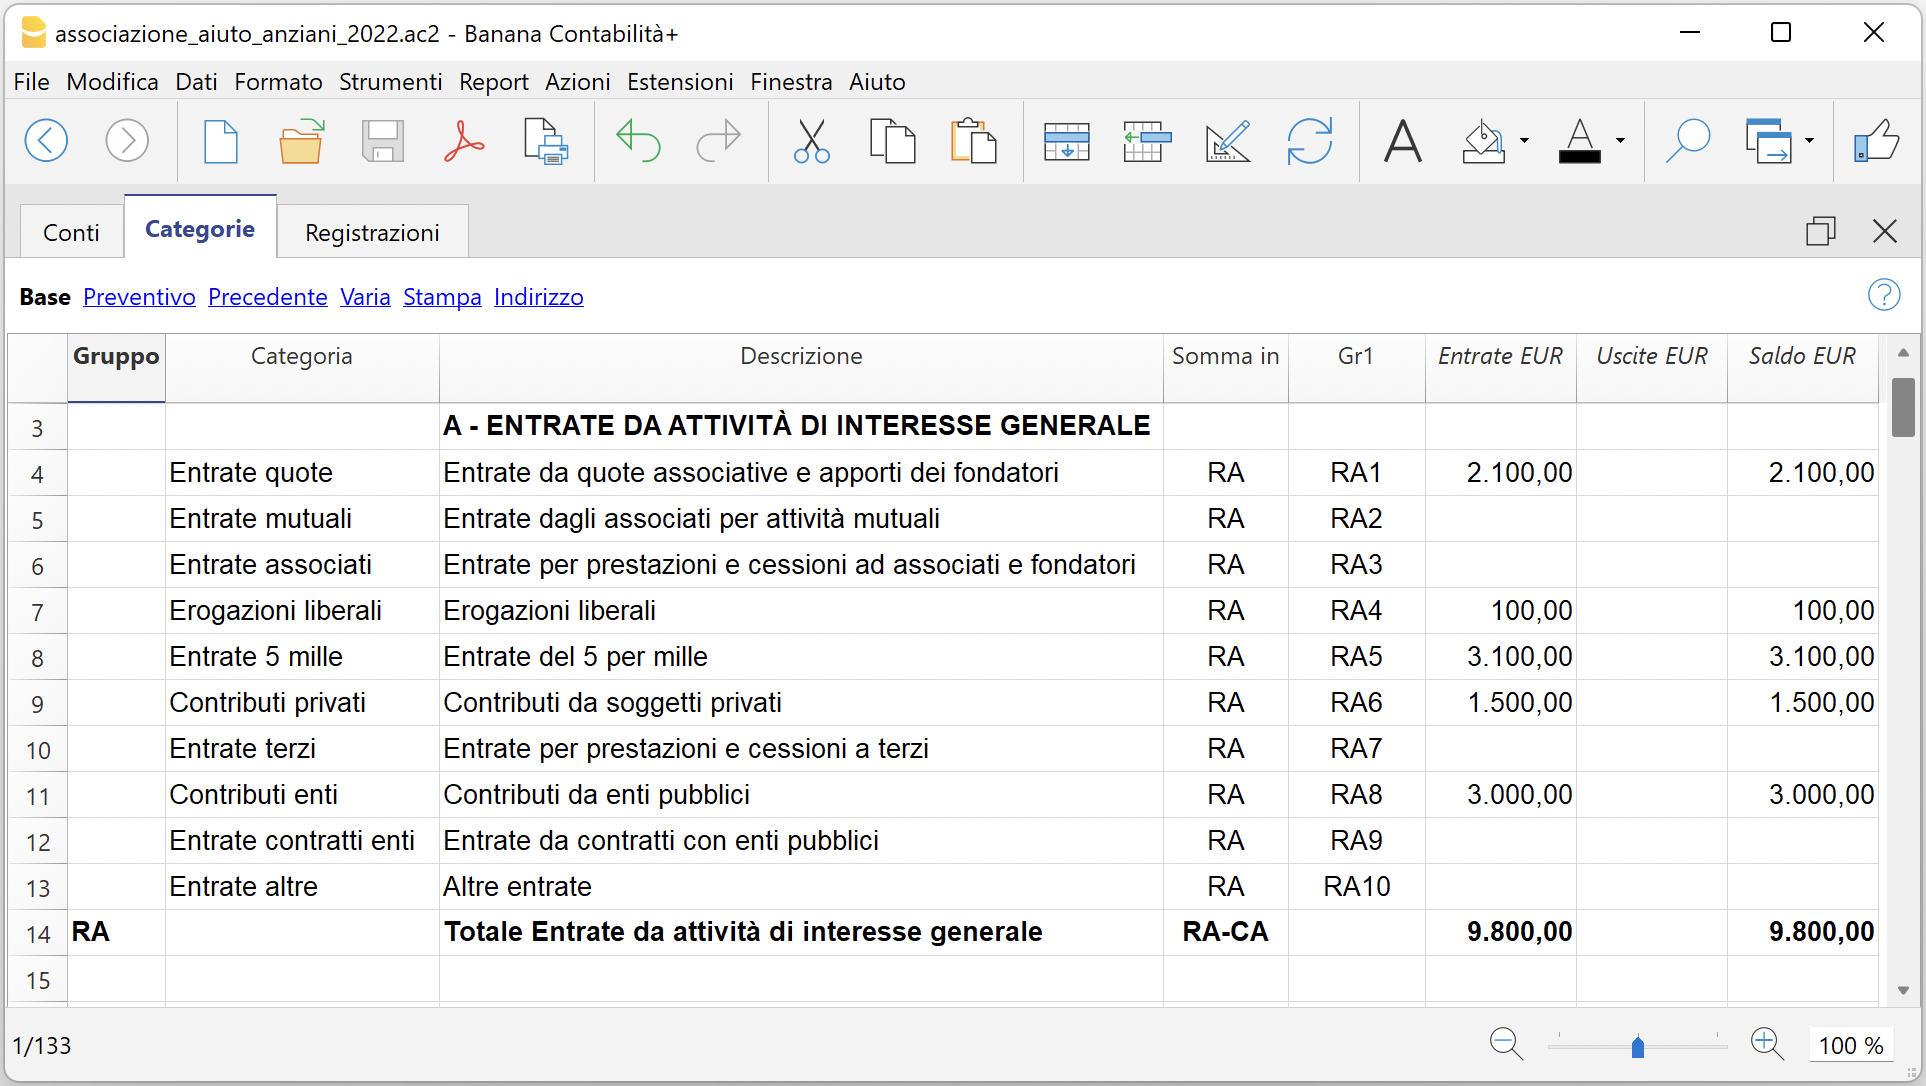 associazione_aiuto_anziani_2022.ac2 - Banana Contabilità+
File Modifica Dati Formato Strumenti Report Azioni Estensioni Finestra Aiuto
Conti Categorie Registrazioni
Base Preventivo Precedente Varia Stampa Indirizzo
Gruppo Categoria Descrizione Somma in Gr1 Entrate EUR Uscite EUR Saldo EUR
3 A - ENTRATE DA ATTIVITÀ DI INTERESSE GENERALE
4 Entrate quote Entrate da quote associative e apporti dei fondatori RA RA1 2.100,00 2.100,00
5 Entrate mutuali Entrate dagli associati per attività mutuali RA RA2
6 Entrate associati Entrate per prestazioni e cessioni ad associati e fondatori RA RA3
7 Erogazioni liberali Erogazioni liberali RA RA4 100,00 100,00
8 Entrate 5 mille Entrate del 5 per mille RA RA5 3.100,00 3.100,00
9 Contributi privati Contributi da soggetti privati RA RA6 1.500,00 1.500,00
10 Entrate terzi Entrate per prestazioni e cessioni a terzi RA RA7
11 Contributi enti Contributi da enti pubblici RA RA8 3.000,00 3.000,00
12 Entrate contratti enti Entrate da contratti con enti pubblici RA RA9
13 Entrate altre Altre entrate RA RA10
14 RA Totale Entrate da attività di interesse generale RA-CA 9.800,00 9.800,00
15
1/133 100 %